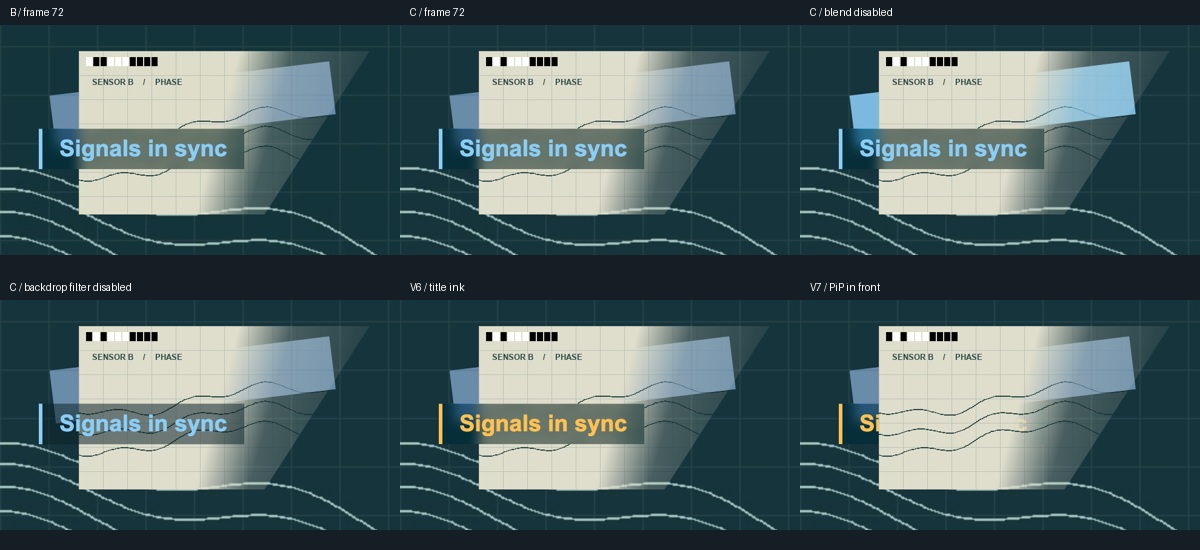 B / frame 72
C / frame 72
C / blend disabled
SENSOR B / PHASE
SENSOR B / PHASE
SENSOR B / PHASE
Signals in sync
Signals in sync
Signals in sync
C / backdrop filter disabled
V6 / title ink
V7 / PiP in front
SENSOR B / PHASE
SENSOR B / PHASE
SENSOR B / PHASE
Signals in sync
Signals in sync
Si